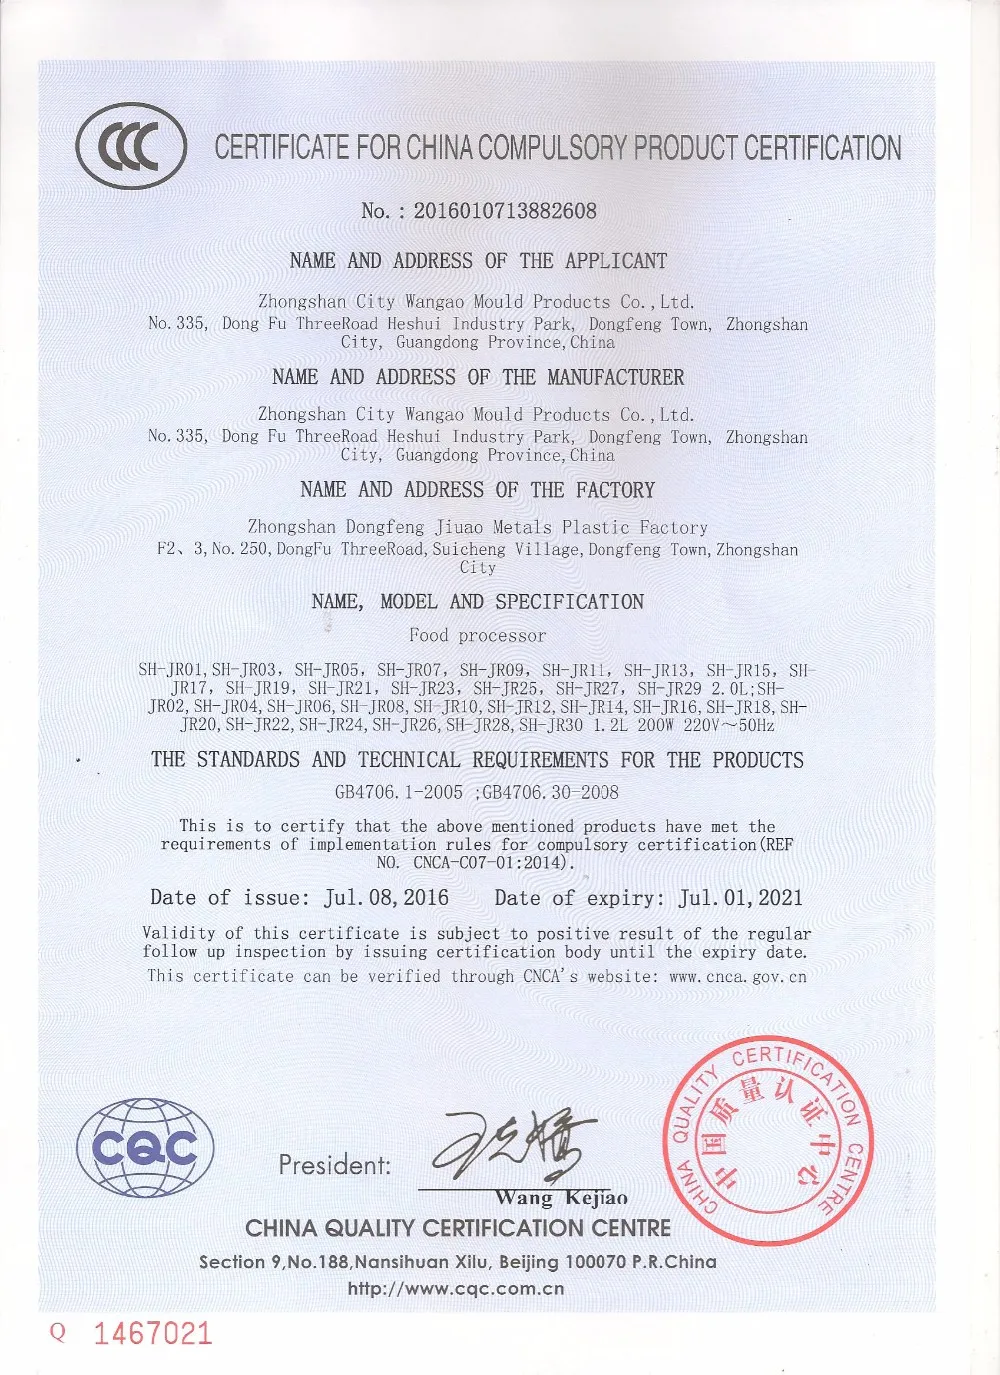 CCC
CERTIFICATE FOR CHINA COMPULSORY PRODUCT CERTIFICATION
No. : 2016010713882608
NAME AND ADDRESS OF THE APPLICANT
Zhongshan City Wangao Mould Products Co.,Ltd.
No.335, Dong Fu ThreeRoad Heshui Industry Park, Dongfeng Town, Zhongshan
City, Guangdong Province,China
NAME AND ADDRESS OF THE MANUFACTURER
Zhongshan City Wangao Mould Products Co.,Ltd.
No.335, Dong Fu ThreeRoad Heshui Industry Park, Dongfeng Town, Zhongshan
City, Guangdong Province,China
NAME AND ADDRESS OF THE FACTORY
Zhongshan Dongfeng Jiuao Metals Plastic Factory
F2、3,No.250,DongFu ThreeRoad,Suicheng Village,Dongfeng Town,Zhongshan
City
NAME, MODEL AND SPECIFICATION
Food processor
SH-JR01,SH-JR03, SH-JR05, SH-JR07, SH-JR09, SH-JR11, SH-JR13, SH-JR15, SH-
JR17, SH-JR19, SH-JR21, SH-JR23, SH-JR25, SH-JR27, SH-JR29 2.0L;SH-
JR02,SH-JR04,SH-JR06,SH-JR08,SH-JR10,SH-JR12,SH-JR14,SH-JR16,SH-JR18,SH-
JR20,SH-JR22,SH-JR24,SH-JR26,SH-JR28,SH-JR30 1.2L 200W 220V～50Hz
THE STANDARDS AND TECHNICAL REQUIREMENTS FOR THE PRODUCTS
GB4706.1-2005 ;GB4706.30-2008
This is to certify that the above mentioned products have met the
requirements of implementation rules for compulsory certification(REF
NO. CNCA-C07-01:2014).
Date of issue: Jul.08,2016 Date of expiry: Jul.01,2021
Validity of this certificate is subject to positive result of the regular
follow up inspection by issuing certification body until the expiry date.
This certificate can be verified through CNCA's website: www.cnca.gov.cn
CHINA QUALITY CERTIFICATION CENTRE
中国质量认证中心
CQC
President:
王克娇
Wang Kejiao
CHINA QUALITY CERTIFICATION CENTRE
Section 9,No.188,Nansihuan Xilu, Beijing 100070 P.R.China
http://www.cqc.com.cn
Q 1467021